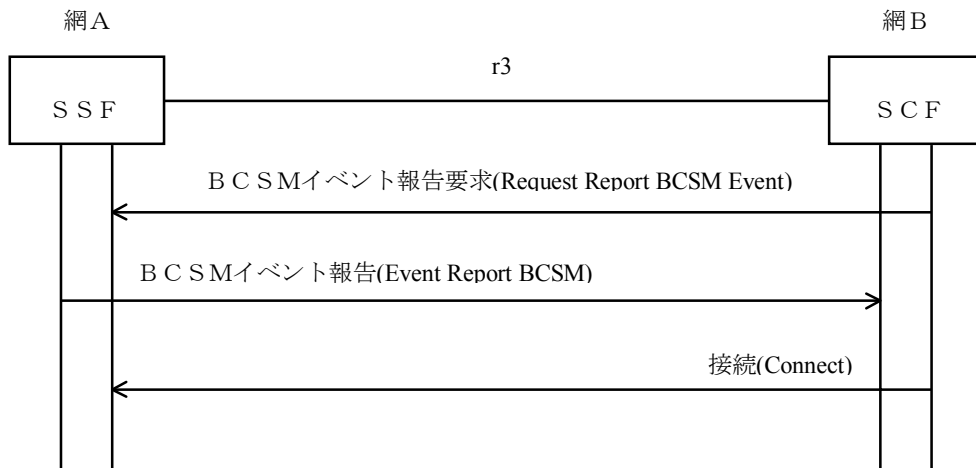 網Ａ
網Ｂ
r3
ＳＳＦ
ＳＣＦ
ＢＣＳＭイベント報告要求(Request Report BCSM Event)
ＢＣＳＭイベント報告(Event Report BCSM)
接続(Connect)